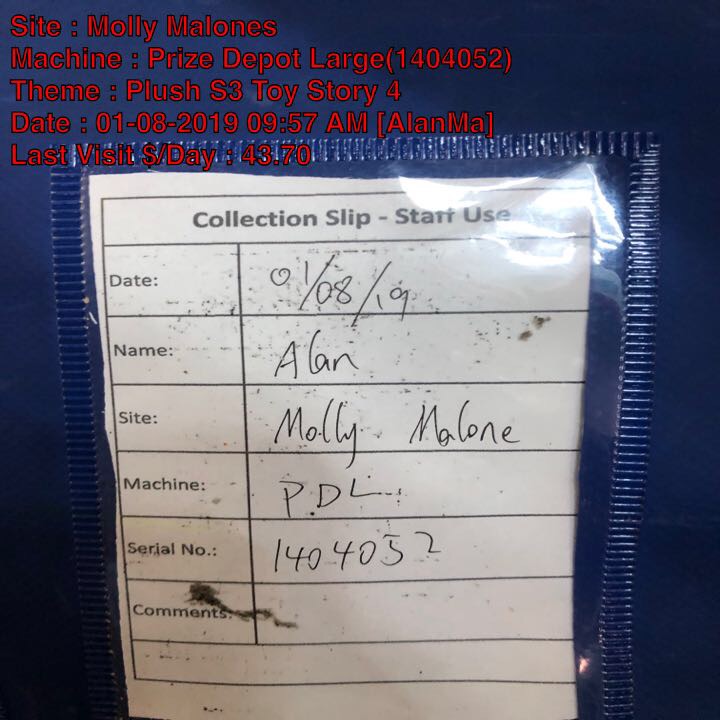 Site : Molly Malones
Machine : Prize Depot Large(1404052)
Theme : Plush S3 Toy Story 4
Date : 01-08-2019 09:57 AM [AlanMa]
Last Visit $/Day : 43.70
Collection Slip - Staff Use
Date: 01/08/19
Name: Alan
Site: Molly Malone
Machine: PDL
Serial No.: 1404052
Comments: